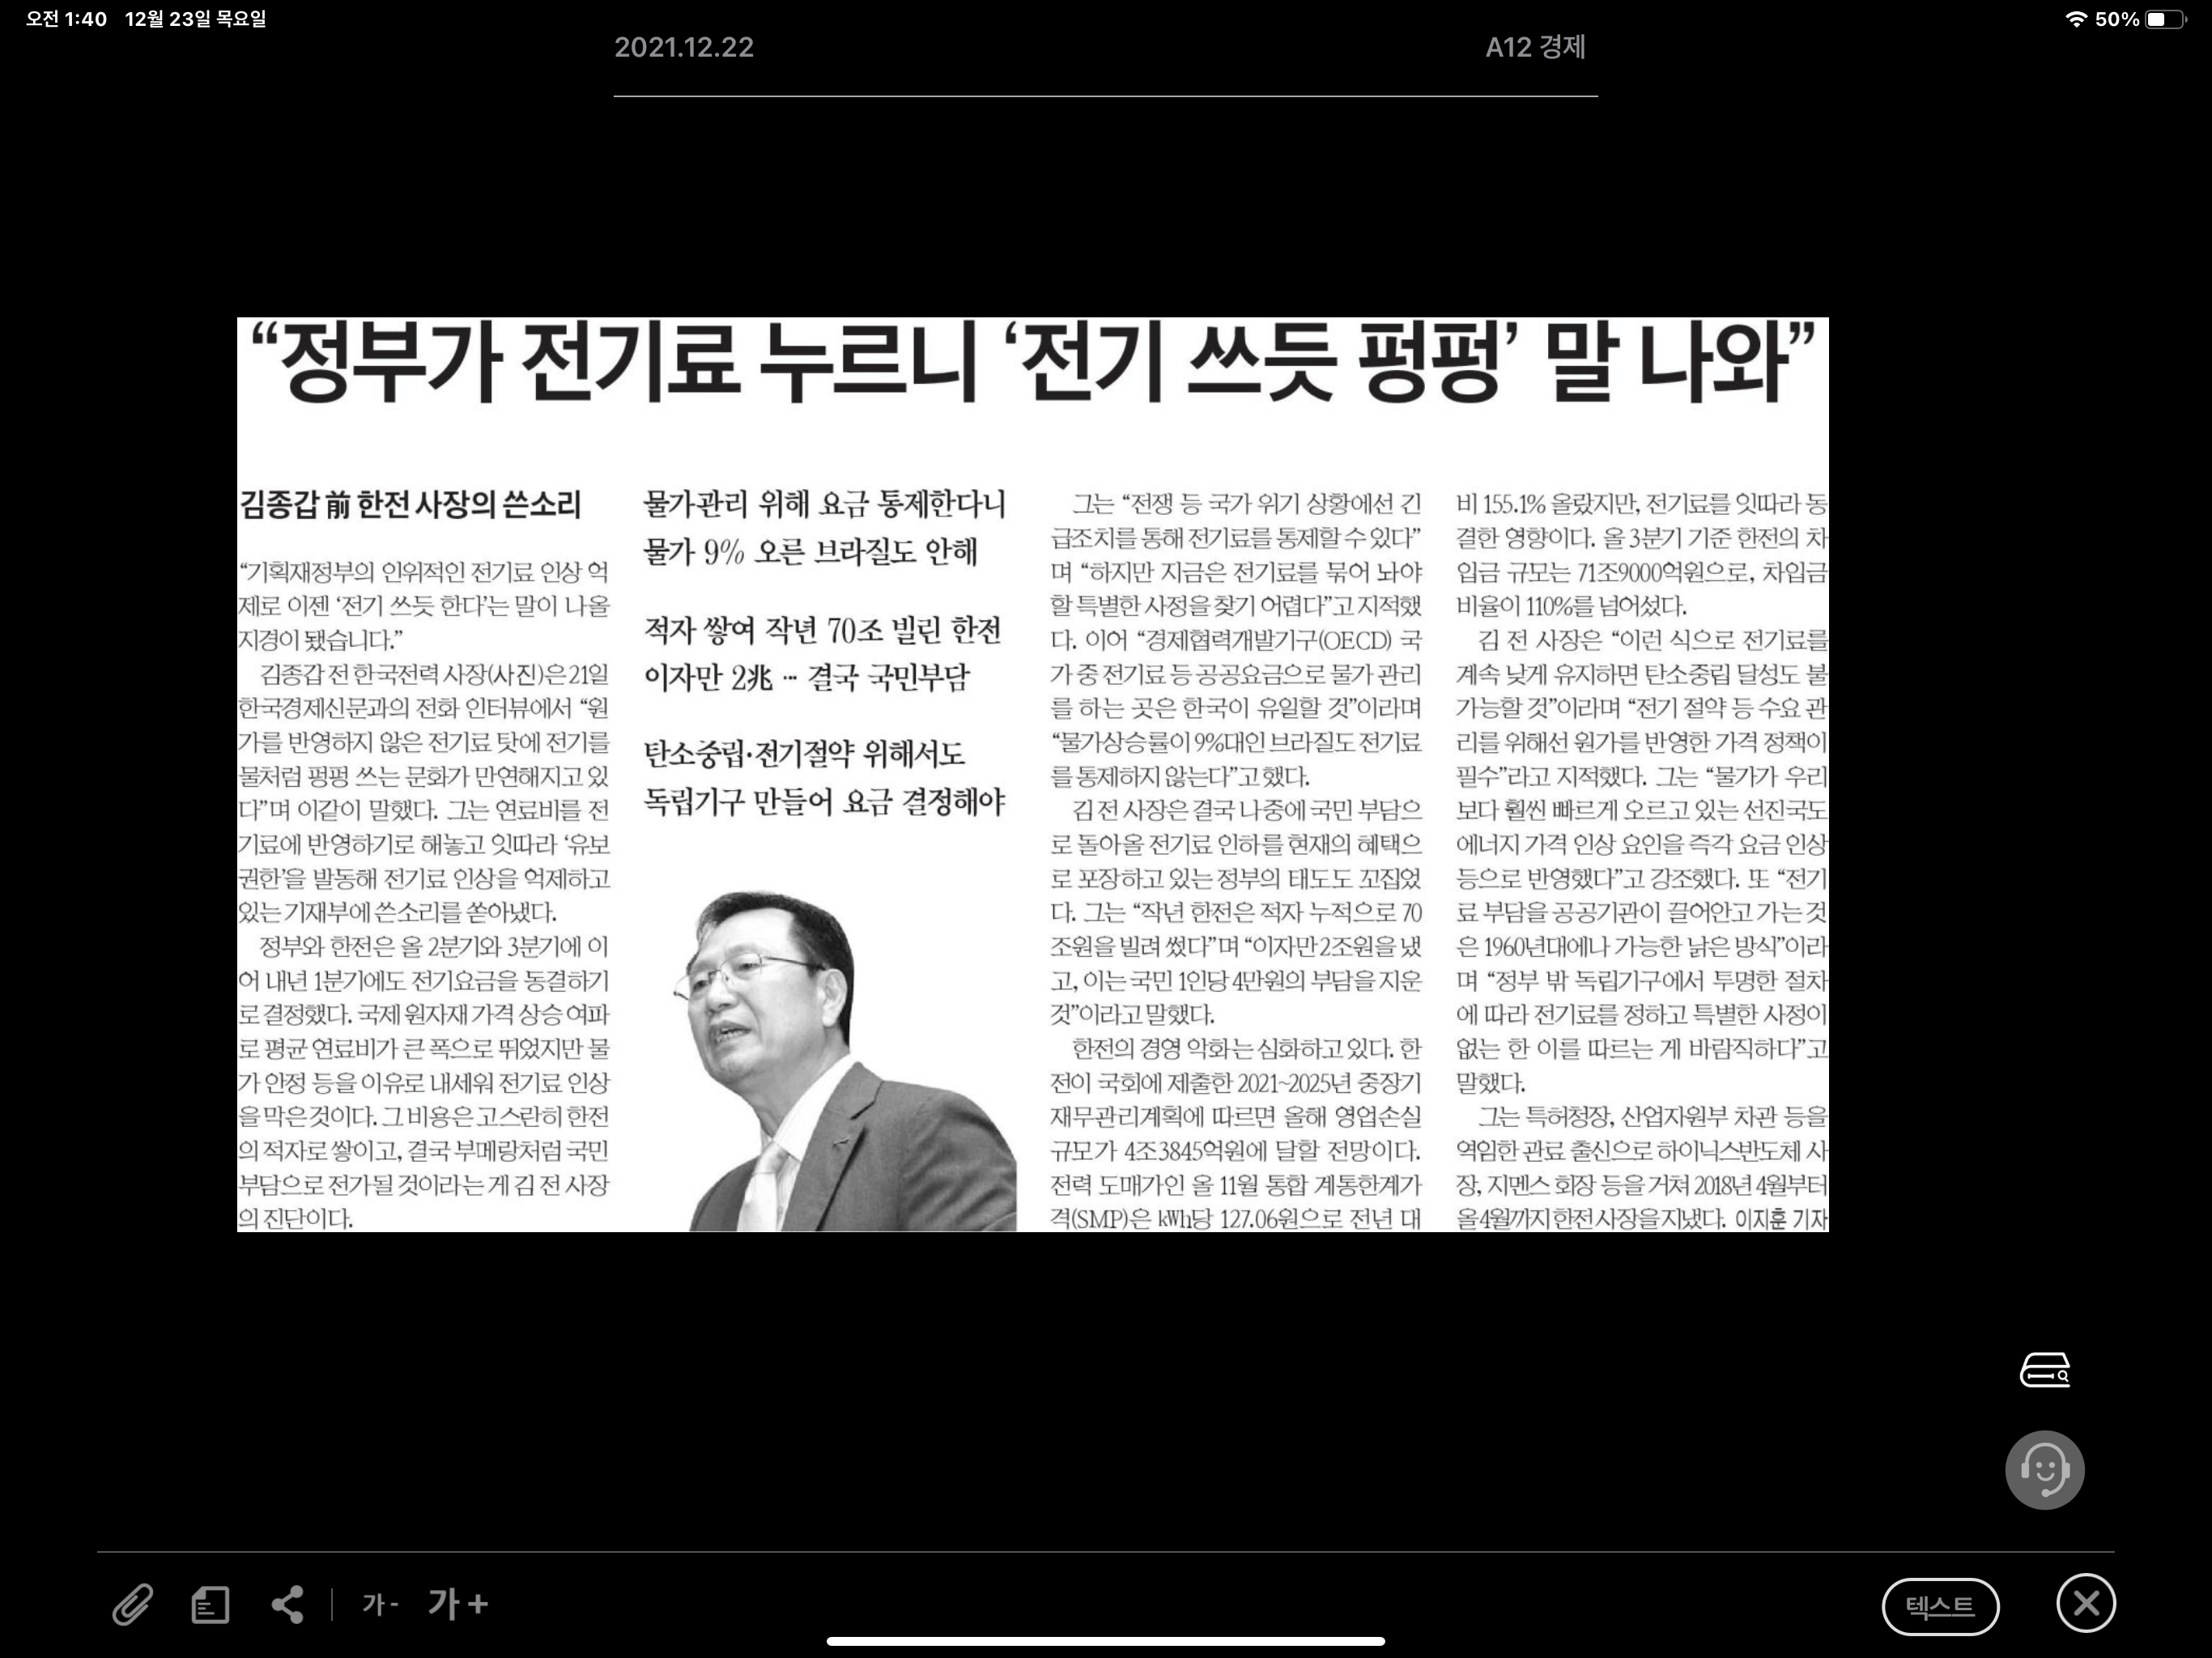 오전 1:40 12월 23일 목요일
50%
2021.12.22
A12 경제
“정부가 전기료 누르니 ‘전기 쓰듯 펑펑’ 말 나와”
김종갑 前 한전 사장의 쓴소리
“기획재정부의 인위적인 전기료 인상 억
제로 이젠 ‘전기 쓰듯 한다’는 말이 나올
지경이 됐습니다.”
김종갑 전 한국전력 사장(사진)은 21일
한국경제신문과의 전화 인터뷰에서 “원
가를 반영하지 않은 전기료 탓에 전기를
물처럼 펑펑 쓰는 문화가 만연해지고 있
다”며 이같이 말했다. 그는 연료비를 전
기료에 반영하기로 해놓고 잇따라 ‘유보
권한’을 발동해 전기료 인상을 억제하고
있는 기재부에 쓴소리를 쏟아냈다.
정부와 한전은 올 2분기와 3분기에 이
어 내년 1분기에도 전기요금을 동결하기
로 결정했다. 국제 원자재 가격 상승 여파
로 평균 연료비가 큰 폭으로 뛰었지만 물
가 안정 등을 이유로 내세워 전기료 인상
을 막은 것이다. 그 비용은 고스란히 한전
의 적자로 쌓이고, 결국 부메랑처럼 국민
부담으로 전가될 것이라는 게 김 전 사장
의 진단이다.
물가관리 위해 요금 통제한다니
물가 9% 오른 브라질도 안해
적자 쌓여 작년 70조 빌린 한전
이자만 2兆 … 결국 국민부담
탄소중립·전기절약 위해서도
독립기구 만들어 요금 결정해야
그는 “전쟁 등 국가 위기 상황에선 긴
급조치를 통해 전기료를 통제할 수 있다”
며 “하지만 지금은 전기료를 묶어 놔야
할 특별한 사정을 찾기 어렵다”고 지적했
다. 이어 “경제협력개발기구(OECD) 국
가 중 전기료 등 공공요금으로 물가 관리
를 하는 곳은 한국이 유일할 것”이라며
“물가상승률이 9%대인 브라질도 전기료
를 통제하지 않는다”고 했다.
김 전 사장은 결국 나중에 국민 부담으
로 돌아올 전기료 인하를 현재의 혜택으
로 포장하고 있는 정부의 태도도 꼬집었
다. 그는 “작년 한전은 적자 누적으로 70
조원을 빌려 썼다”며 “이자만 2조원을 냈
고, 이는 국민 1인당 4만원의 부담을 지운
것”이라고 말했다.
한전의 경영 악화는 심화하고 있다. 한
전이 국회에 제출한 2021~2025년 중장기
재무관리계획에 따르면 올해 영업손실
규모가 4조3845억원에 달할 전망이다.
전력 도매가인 올 11월 통합 계통한계가
격(SMP)은 kWh당 127.06원으로 전년 대
비 155.1% 올랐지만, 전기료를 잇따라 동
결한 영향이다. 올 3분기 기준 한전의 차
입금 규모는 71조9000억원으로, 차입금
비율이 110%를 넘어섰다.
김 전 사장은 “이런 식으로 전기료를
계속 낮게 유지하면 탄소중립 달성도 불
가능할 것”이라며 “전기 절약 등 수요 관
리를 위해선 원가를 반영한 가격 정책이
필수”라고 지적했다. 그는 “물가가 우리
보다 훨씬 빠르게 오르고 있는 선진국도
에너지 가격 인상 요인을 즉각 요금 인상
등으로 반영했다”고 강조했다. 또 “전기
료 부담을 공공기관이 끌어안고 가는 것
은 1960년대에나 가능한 낡은 방식”이라
며 “정부 밖 독립기구에서 투명한 절차
에 따라 전기료를 정하고 특별한 사정이
없는 한 이를 따르는 게 바람직하다”고
말했다.
그는 특허청장, 산업자원부 차관 등을
역임한 관료 출신으로 하이닉스반도체 사
장, 지멘스 회장 등을 거쳐 2018년 4월부터
올 4월까지 한전 사장을 지냈다. 이지훈 기자
가 - 가 +
텍스트